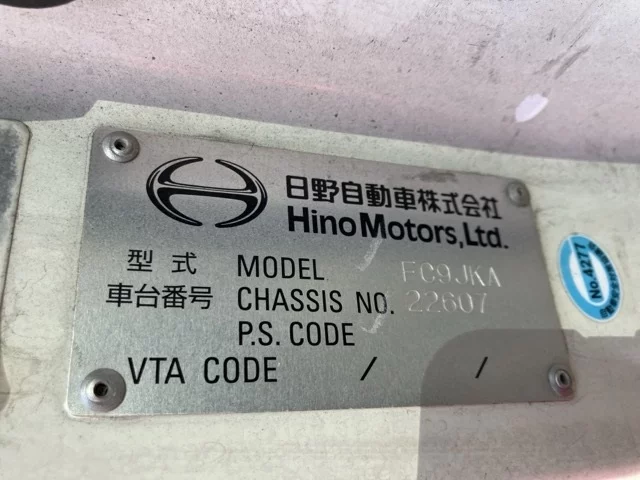 日野自動車株式会社
Hino Motors, Ltd.
型式 MODEL FC9JKA
車台番号 CHASSIS NO. 22607
P.S. CODE
VTA CODE / /
No.4277